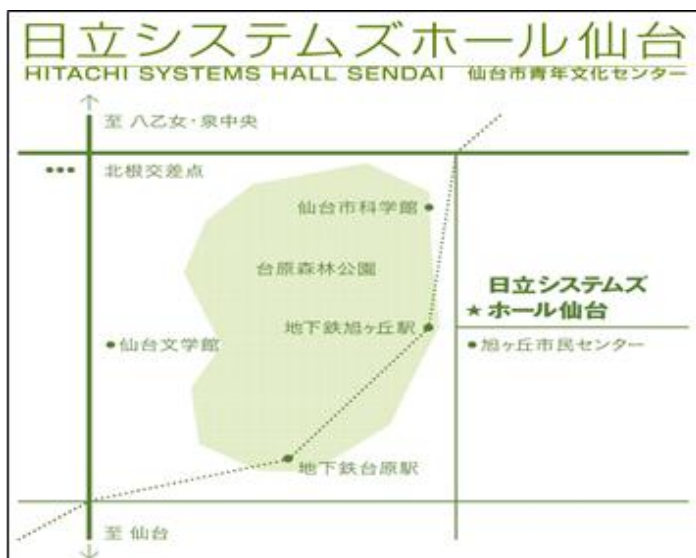 日立システムズホール仙台
HITACHI SYSTEMS HALL SENDAI 仙台市青年文化センター
至 八乙女・泉中央
北根交差点
仙台市科学館
台原森林公園
日立システムズ
★ホール仙台
地下鉄旭ヶ丘駅
仙台文学館
旭ヶ丘市民センター
地下鉄台原駅
至 仙台